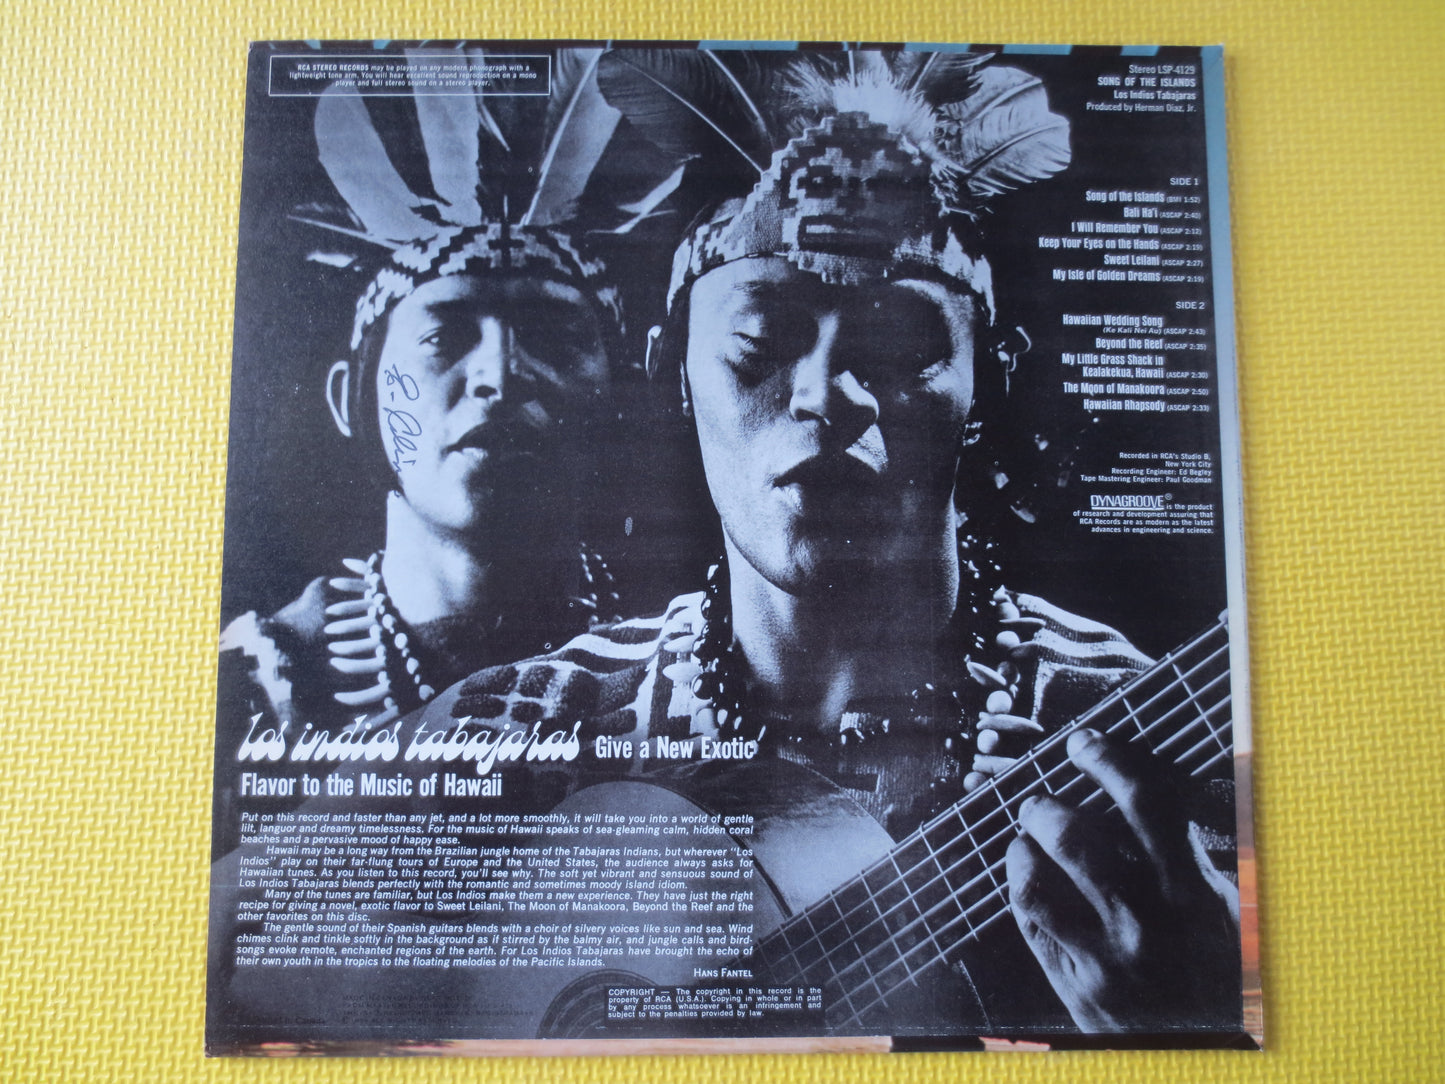 RCA STEREO RECORDS may be played on any modern phonograph with a
lightweight tone arm. You will hear excellent sound reproduction on a mono
player and full stereo sound on a stereo player.
Stereo LSP-4129
SONG OF THE ISLANDS
Los Indios Tabajaras
Produced by Herman Diaz, Jr.
SIDE 1
Song of the Islands (BMI 1:52)
Bali Ha'i (ASCAP 2:40)
I Will Remember You (ASCAP 2:12)
Keep Your Eyes on the Hands (ASCAP 2:19)
Sweet Leilani (ASCAP 2:27)
My Isle of Golden Dreams (ASCAP 2:19)
SIDE 2
Hawaiian Wedding Song
(Ke Kali Nei Au) (ASCAP 2:43)
Beyond the Reef (ASCAP 2:35)
My Little Grass Shack in
Kealakekua, Hawaii (ASCAP 2:30)
The Moon of Manakoora (ASCAP 2:50)
Hawaiian Rhapsody (ASCAP 2:33)
Recorded in RCA's Studio B,
New York City
Recording Engineer: Ed Begley
Tape Mastering Engineer: Paul Goodman
DYNAGROOVE® is the product
of research and development assuring that
RCA Records are as modern as the latest
advances in engineering and science.
los indios tabajaras Give a New Exotic
Flavor to the Music of Hawaii
Put on this record and faster than any jet, and a lot more smoothly, it will take you into a world of gentle
lilt, languor and dreamy timelessness. For the music of Hawaii speaks of sea-gleaming calm, hidden coral
beaches and a pervasive mood of happy ease.
Hawaii may be a long way from the Brazilian jungle home of the Tabajaras Indians, but wherever "Los
Indios" play on their far-flung tours of Europe and the United States, the audience always asks for
Hawaiian tunes. As you listen to this record, you'll see why. The soft yet vibrant and sensuous sound of
Los Indios Tabajaras blends perfectly with the romantic and sometimes moody island idiom.
Many of the tunes are familiar, but Los Indios make them a new experience. They have just the right
recipe for giving a novel, exotic flavor to Sweet Leilani, The Moon of Manakoora, Beyond the Reef and the
other favorites on this disc.
The gentle sound of their Spanish guitars blends with a choir of silvery voices like sun and sea. Wind
chimes clink and tinkle softly in the background as if stirred by the balmy air, and jungle calls and bird-
songs evoke remote, enchanted regions of the earth. For Los Indios Tabajaras have brought the echo of
their own youth in the tropics to the floating melodies of the Pacific Islands.
HANS FANTEL
COPYRIGHT — The copyright in this record is the
property of RCA (U.S.A.). Copying in whole or in part
by any process whatsoever is an infringement and
subject to the penalties provided by law.